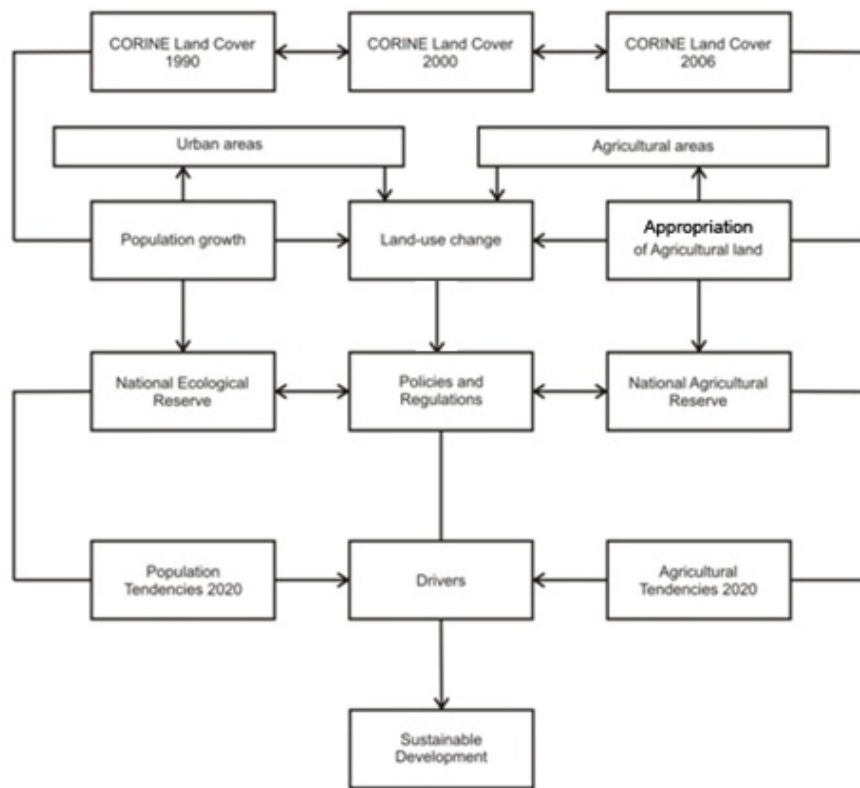 CORINE Land Cover
1990
CORINE Land Cover
2000
CORINE Land Cover
2006
Urban areas
Agricultural areas
Population growth
Land-use change
Appropriation
of Agricultural land
National Ecological
Reserve
Policies and
Regulations
National Agricultural
Reserve
Population
Tendencies 2020
Drivers
Agricultural
Tendencies 2020
Sustainable
Development